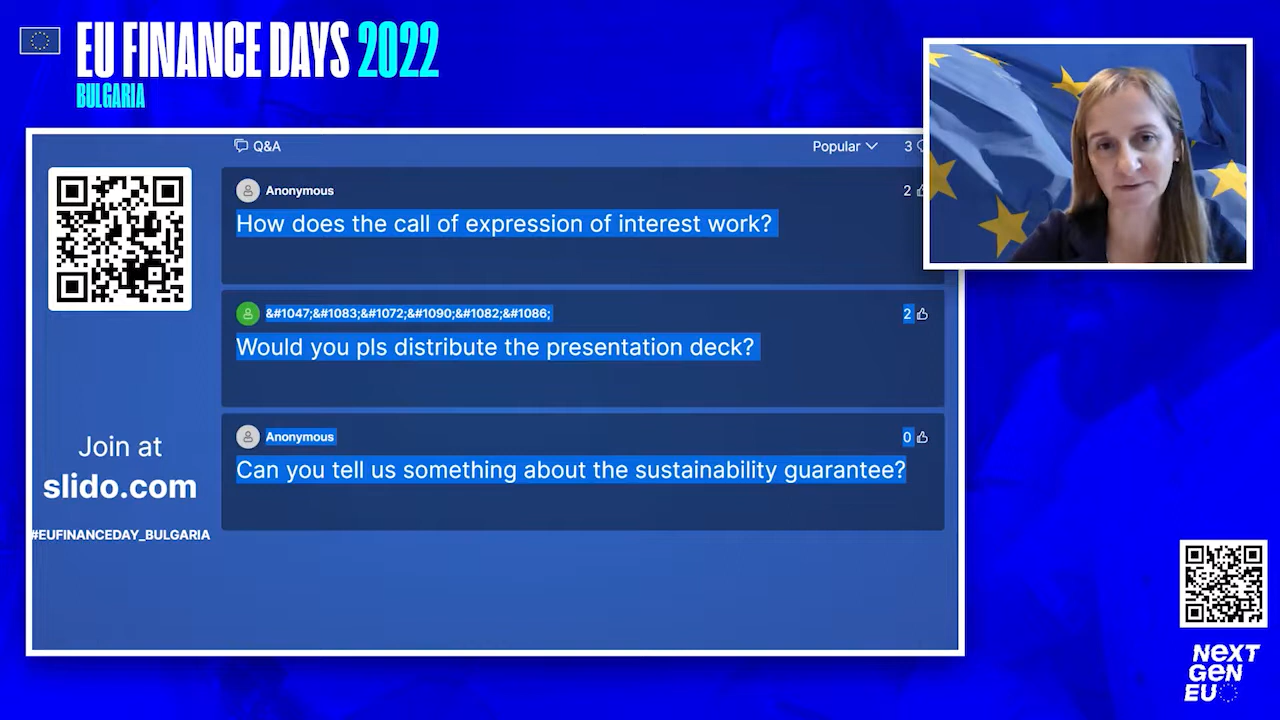 EU FINANCE DAYS 2022
BULGARIA
Q&A
Popular
3
Anonymous
2
How does the call of expression of interest work?
&#1047;&#1083;&#1072;&#1090;&#1082;&#1086;
2
Would you pls distribute the presentation deck?
Anonymous
0
Can you tell us something about the sustainability guarantee?
Join at
slido.com
#EUFINANCEDAY_BULGARIA
NEXT
GEN
EU